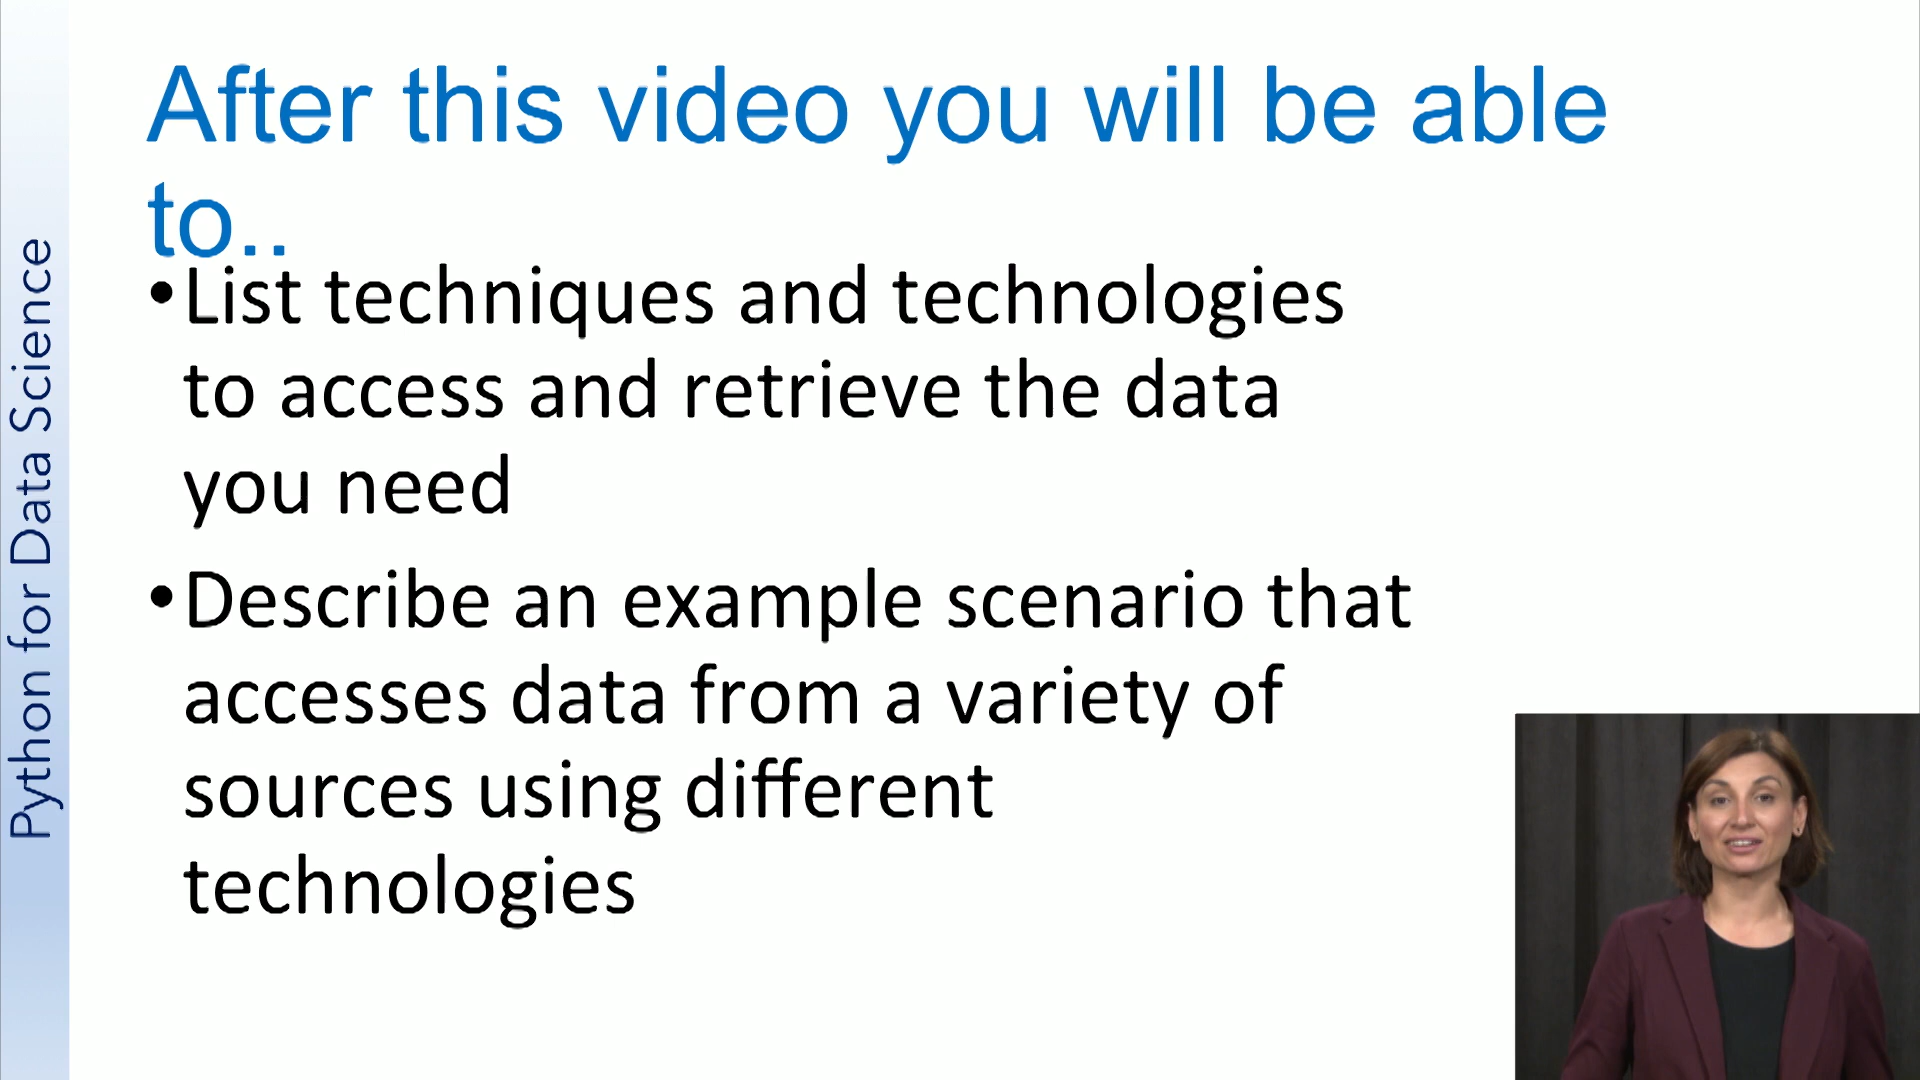 After this video you will be able
to..
•List techniques and technologies
to access and retrieve the data
you need
•Describe an example scenario that
accesses data from a variety of
sources using different
technologies
Python for Data Science